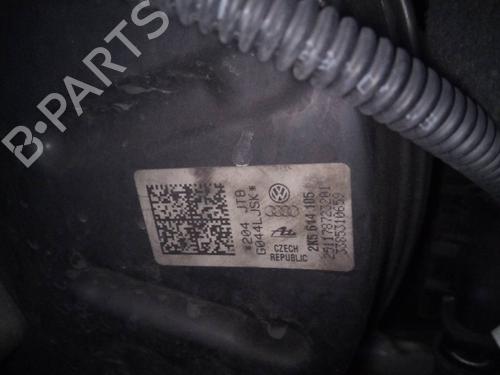 B-PARTS
*204 JTB
G044LJSK*
CZECH
REPUBLIC
2K5 614 105